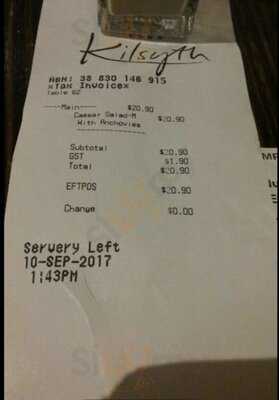 Kilsyth
ABN: 38 830 146 915
*Tax Invoice*
Table 62
----Main---- $20.90
Caesar Salad-M $20.90
With Anchovies
Subtotal $20.90
GST $1.90
Total $20.90
EFTPOS $20.90
Change $0.00
Servery Left
10-SEP-2017
1:43PM